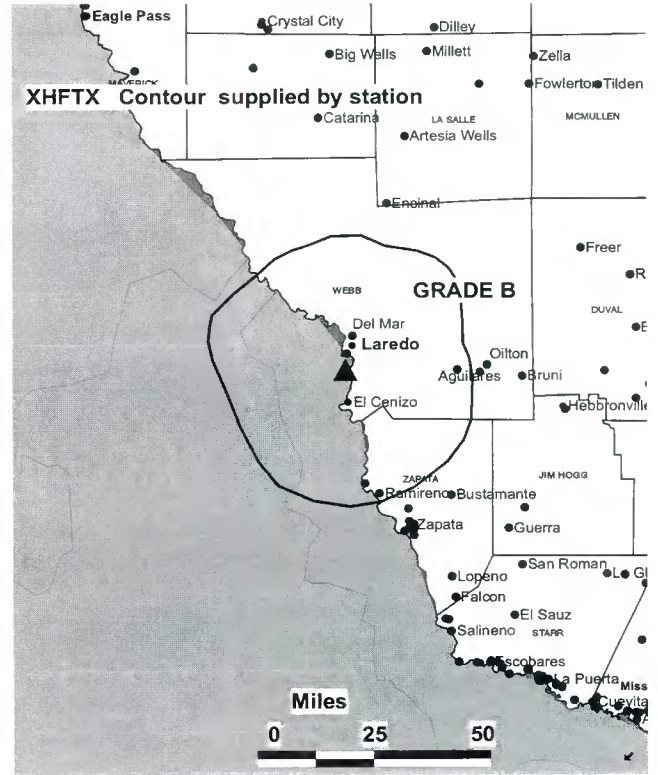 Eagle Pass
Crystal City
Dilley
Big Wells
Millett
Zella
MAVERICK
Fowlerton
Tilden
XHFTX Contour supplied by station
Catarina
LA SALLE
MCMULLEN
Artesia Wells
Encinal
Freer
WEBB
GRADE B
R
DUVAL
Del Mar
Laredo
Oilton
Aguilares
Bruni
El Cenizo
Hebbronville
ZAPATA
JIM HOGG
Ramireno
Bustamante
Zapata
Guerra
San Roman
L
Gl
Lopeno
Falcon
El Sauz
Salineno
STARR
Escobares
La Puerta
Miss
Cuevita
Miles
0 25 50